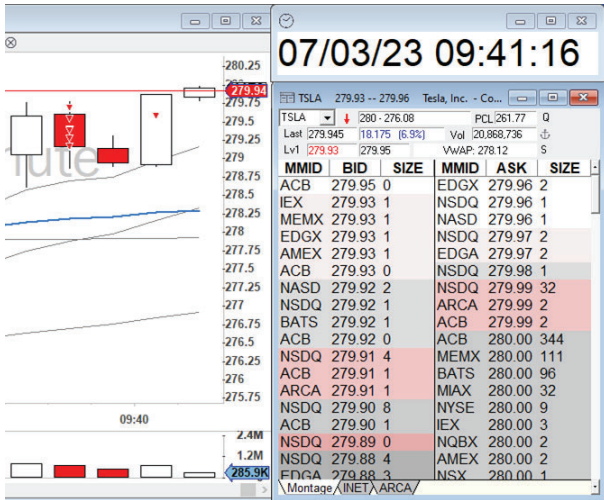 07/03/23 09:41:16
280.25
279.94
279.75
279.5
279.25
279
278.75
278.5
278.25
278
277.75
277.5
277.25
277
276.75
276.5
276.25
276
275.75
09:40
2.4M
1.2M
285.9K
TSLA 279.93 -- 279.96 Tesla, Inc. - Co...
TSLA 280 - 276.08 PCL 261.77 Q
Last 279.945 18.175 (6.9%) Vol 20,868,736
Lv1 279.93 279.95 VWAP: 278.12 S
MMID BID SIZE MMID ASK SIZE
ACB 279.95 0 EDGX 279.96 2
IEX 279.93 1 NSDQ 279.96 1
MEMX 279.93 1 NASD 279.96 1
EDGX 279.93 1 NSDQ 279.97 2
AMEX 279.93 1 EDGA 279.97 2
ACB 279.93 0 NSDQ 279.98 1
NASD 279.92 2 NSDQ 279.99 32
NSDQ 279.92 1 ARCA 279.99 2
BATS 279.92 1 ACB 279.99 2
ACB 279.92 0 ACB 280.00 344
NSDQ 279.91 4 MEMX 280.00 111
ACB 279.91 1 BATS 280.00 96
ARCA 279.91 1 MIAX 280.00 32
NSDQ 279.90 8 NYSE 280.00 9
ACB 279.90 1 IEX 280.00 3
NSDQ 279.89 0 NQBX 280.00 2
NSDQ 279.88 4 AMEX 280.00 2
EDGA 279.88 3 NSX 280.00 1
Montage INET ARCA